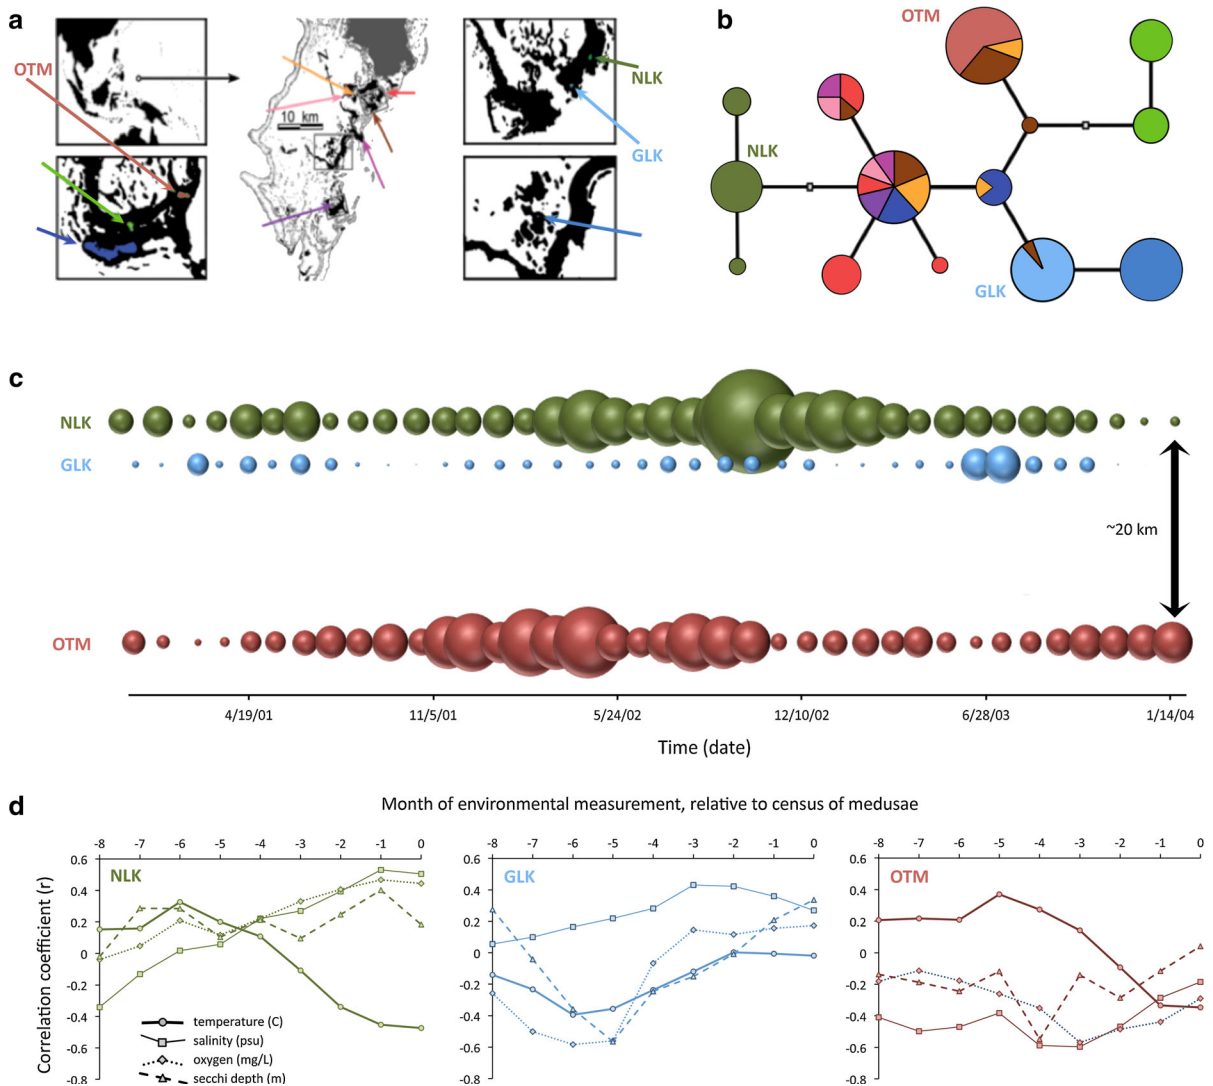 a
b
OTM
OTM
NLK
10 km
NLK
GLK
GLK
c
NLK
GLK
~20 km
OTM
4/19/01 11/5/01 5/24/02 12/10/02 6/28/03 1/14/04
Time (date)
d
Month of environmental measurement, relative to census of medusae
-8 -7 -6 -5 -4 -3 -2 -1 0
-8 -7 -6 -5 -4 -3 -2 -1 0
-8 -7 -6 -5 -4 -3 -2 -1 0
NLK
GLK
OTM
Correlation coefficient (r)
0.6
0.4
0.2
0
-0.2
-0.4
-0.6
-0.8
0.6
0.4
0.2
0
-0.2
-0.4
-0.6
-0.8
0.6
0.4
0.2
0
-0.2
-0.4
-0.6
-0.8
temperature (C)
salinity (psu)
oxygen (mg/L)
secchi depth (m)